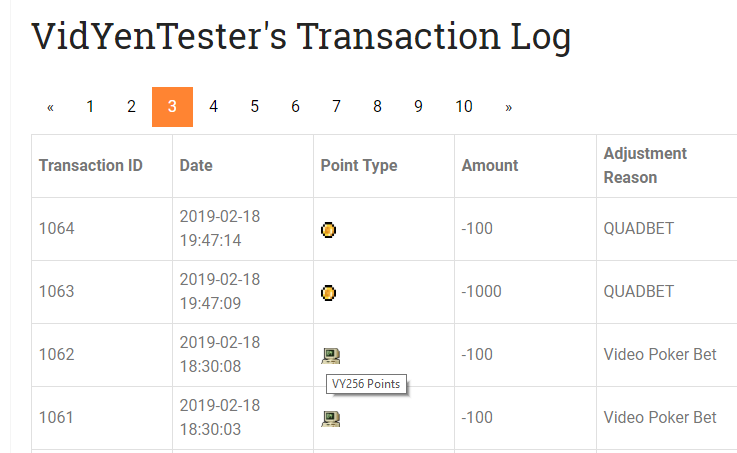 VidYenTester's Transaction Log
« 1 2 3 4 5 6 7 8 9 10 »
Transaction ID Date Point Type Amount Adjustment
Reason
1064 2019-02-18
19:47:14 -100 QUADBET
1063 2019-02-18
19:47:09 -1000 QUADBET
1062 2019-02-18
18:30:08 -100 Video Poker Bet
VY256 Points
1061 2019-02-18
18:30:03 -100 Video Poker Bet